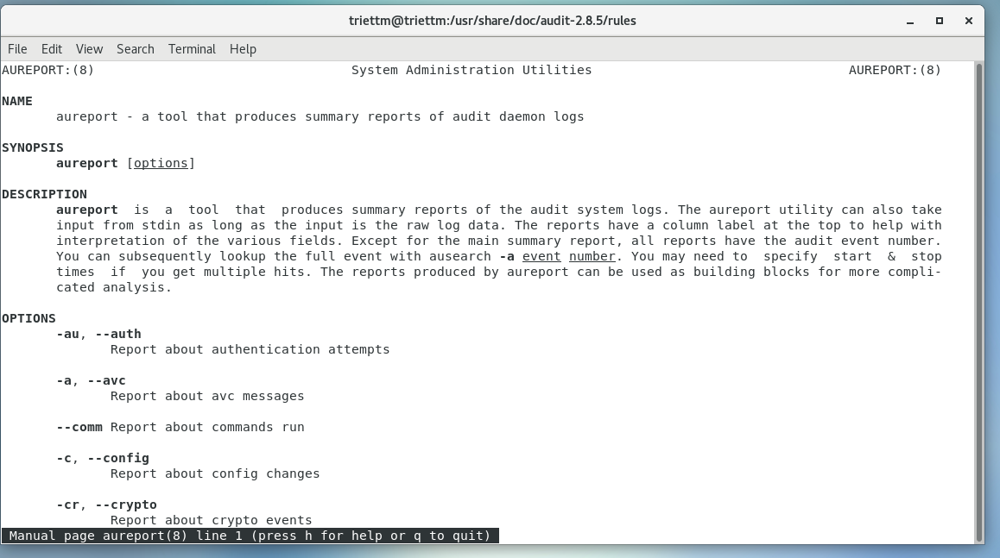 triettm@triettm:/usr/share/doc/audit-2.8.5/rules
File Edit View Search Terminal Help
AUREPORT:(8) System Administration Utilities AUREPORT:(8)
NAME
aureport - a tool that produces summary reports of audit daemon logs
SYNOPSIS
aureport [options]
DESCRIPTION
aureport is a tool that produces summary reports of the audit system logs. The aureport utility can also take
input from stdin as long as the input is the raw log data. The reports have a column label at the top to help with
interpretation of the various fields. Except for the main summary report, all reports have the audit event number.
You can subsequently lookup the full event with ausearch -a event number. You may need to specify start & stop
times if you get multiple hits. The reports produced by aureport can be used as building blocks for more compli-
cated analysis.
OPTIONS
-au, --auth
Report about authentication attempts
-a, --avc
Report about avc messages
--comm Report about commands run
-c, --config
Report about config changes
-cr, --crypto
Report about crypto events
Manual page aureport(8) line 1 (press h for help or q to quit)